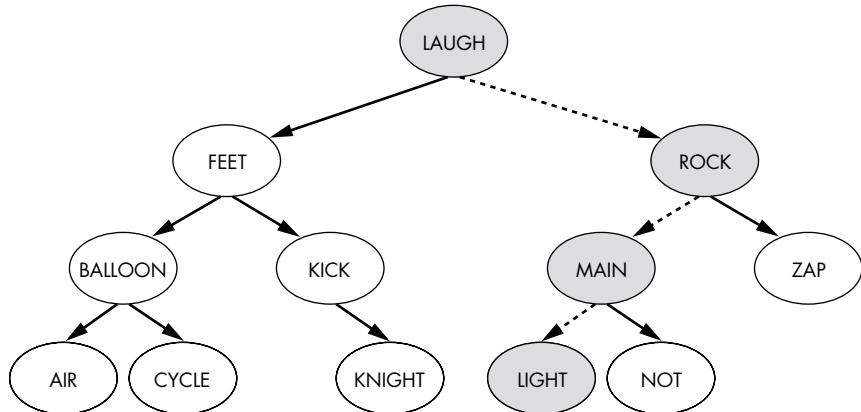 LAUGH
FEET ROCK
BALLOON KICK MAIN ZAP
AIR CYCLE KNIGHT LIGHT NOT